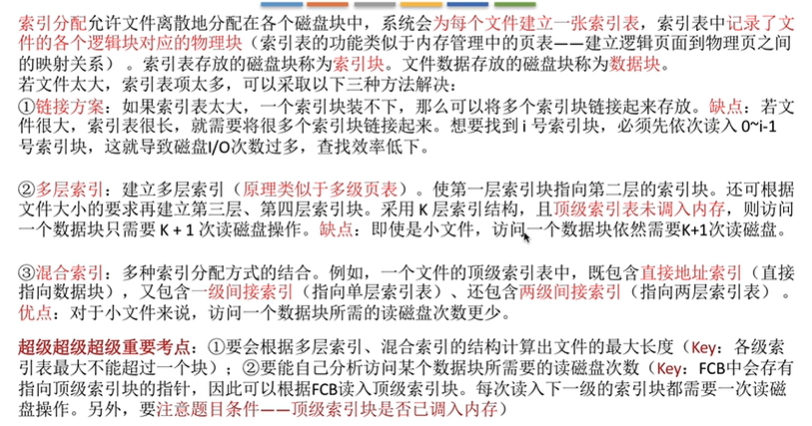 索引分配允许文件离散地分配在各个磁盘块中，系统会为每个文件建立一张索引表，索引表中记录了文
件的各个逻辑块对应的物理块（索引表的功能类似于内存管理中的页表——建立逻辑页面到物理页之间
的映射关系）。索引表存放的磁盘块称为索引块。文件数据存放的磁盘块称为数据块。
若文件太大，索引表项太多，可以采取以下三种方法解决：
①链接方案：如果索引表太大，一个索引块装不下，那么可以将多个索引块链接起来存放。缺点：若文
件很大，索引表很长，就需要将很多个索引块链接起来。想要找到 i 号索引块，必须先依次读入 0~i-1
号索引块，这就导致磁盘I/O次数过多，查找效率低下。
②多层索引：建立多层索引（原理类似于多级页表）。使第一层索引块指向第二层的索引块。还可根据
文件大小的要求再建立第三层、第四层索引块。采用 K 层索引结构，且顶级索引表未调入内存，则访问
一个数据块只需要 K + 1 次读磁盘操作。缺点：即使是小文件，访问一个数据块依然需要K+1次读磁盘。
③混合索引：多种索引分配方式的结合。例如，一个文件的顶级索引表中，既包含直接地址索引（直接
指向数据块），又包含一级间接索引（指向单层索引表）、还包含两级间接索引（指向两层索引表）。
优点：对于小文件来说，访问一个数据块所需的读磁盘次数更少。
超级超级超级重要考点：①要会根据多层索引、混合索引的结构计算出文件的最大长度（Key：各级索
引表最大不能超过一个块）；②要能自己分析访问某个数据块所需要的读磁盘次数（Key：FCB中会存有
指向顶级索引块的指针，因此可以根据FCB读入顶级索引块。每次读入下一级的索引块都需要一次读磁
盘操作。另外，要注意题目条件——顶级索引块是否已调入内存）